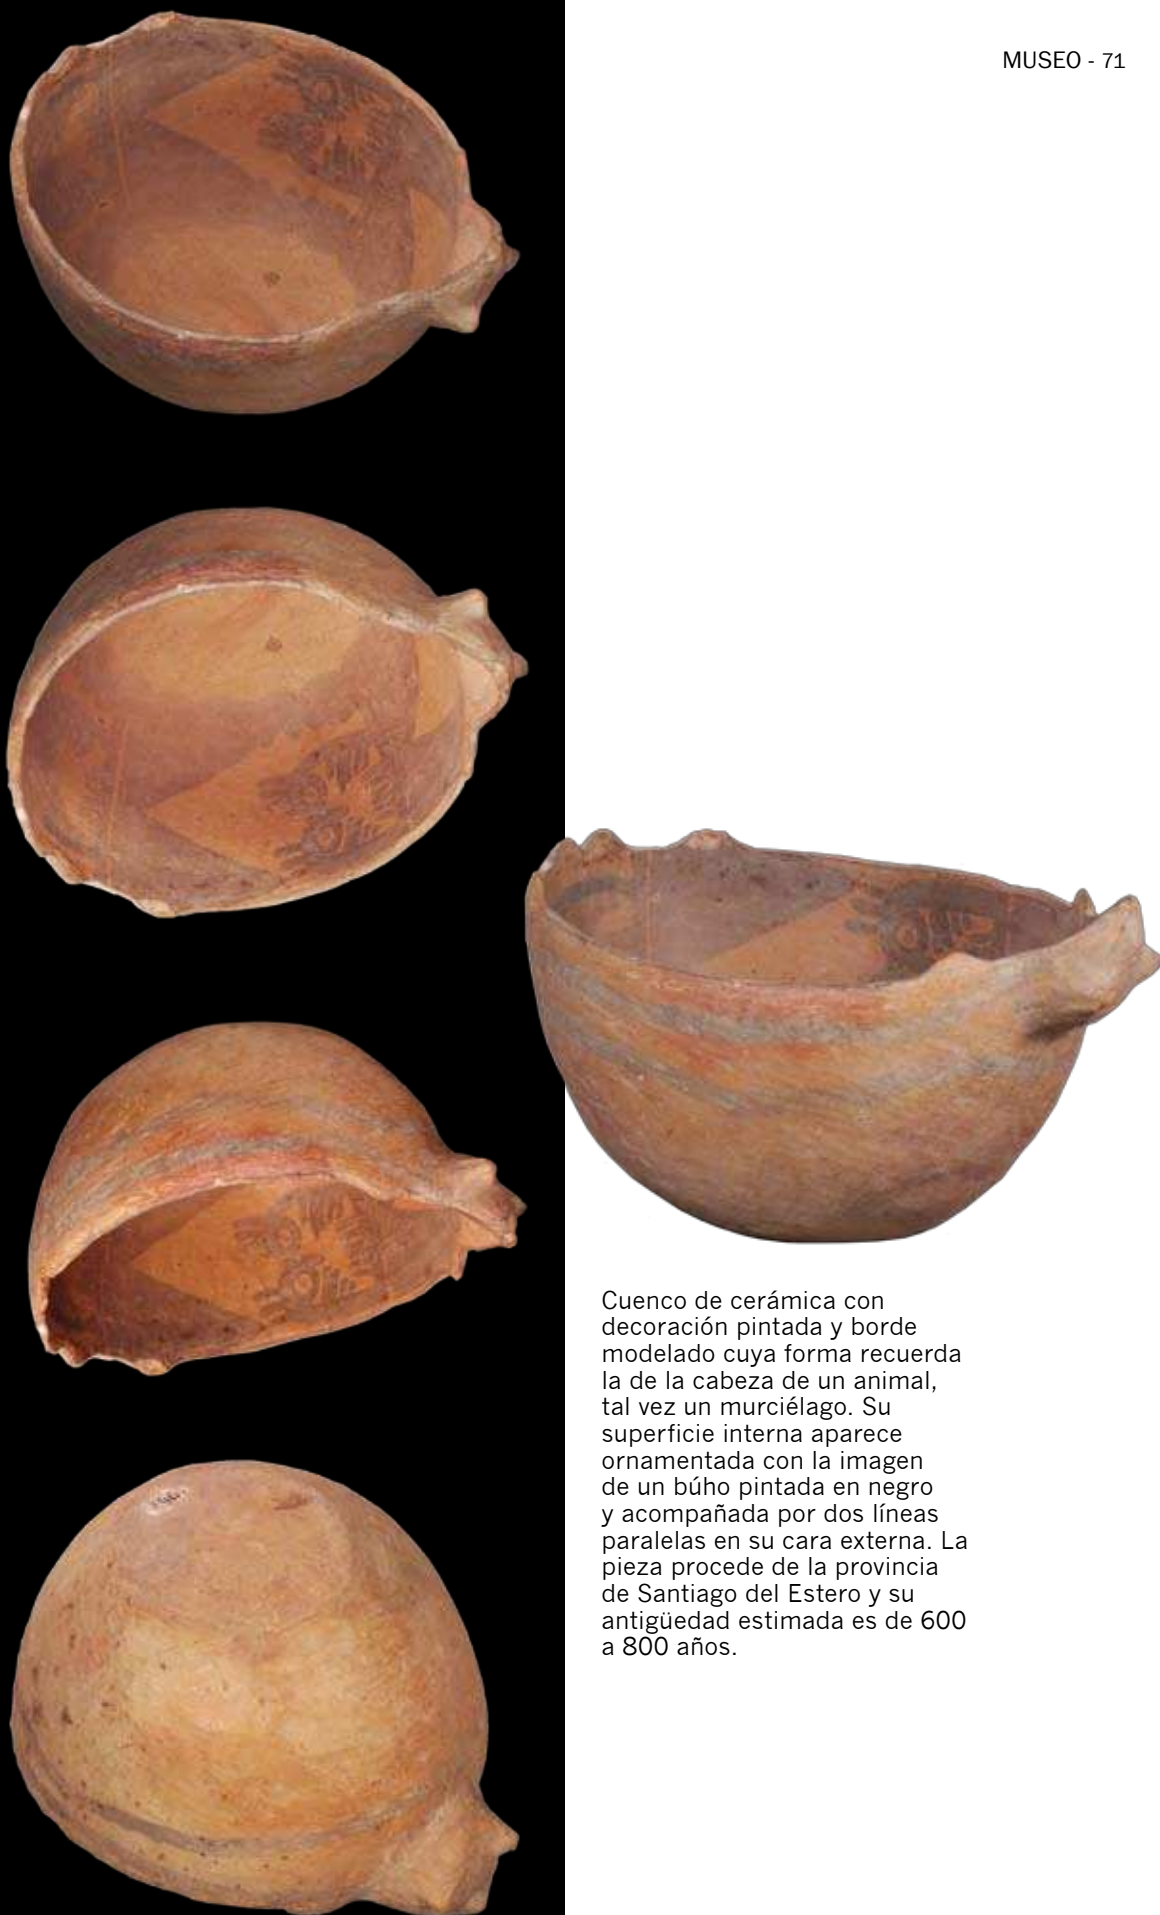 MUSEO - 71
Cuenco de cerámica con
decoración pintada y borde
modelado cuya forma recuerda
la de la cabeza de un animal,
tal vez un murciélago. Su
superficie interna aparece
ornamentada con la imagen
de un búho pintada en negro
y acompañada por dos líneas
paralelas en su cara externa. La
pieza procede de la provincia
de Santiago del Estero y su
antigüedad estimada es de 600
a 800 años.